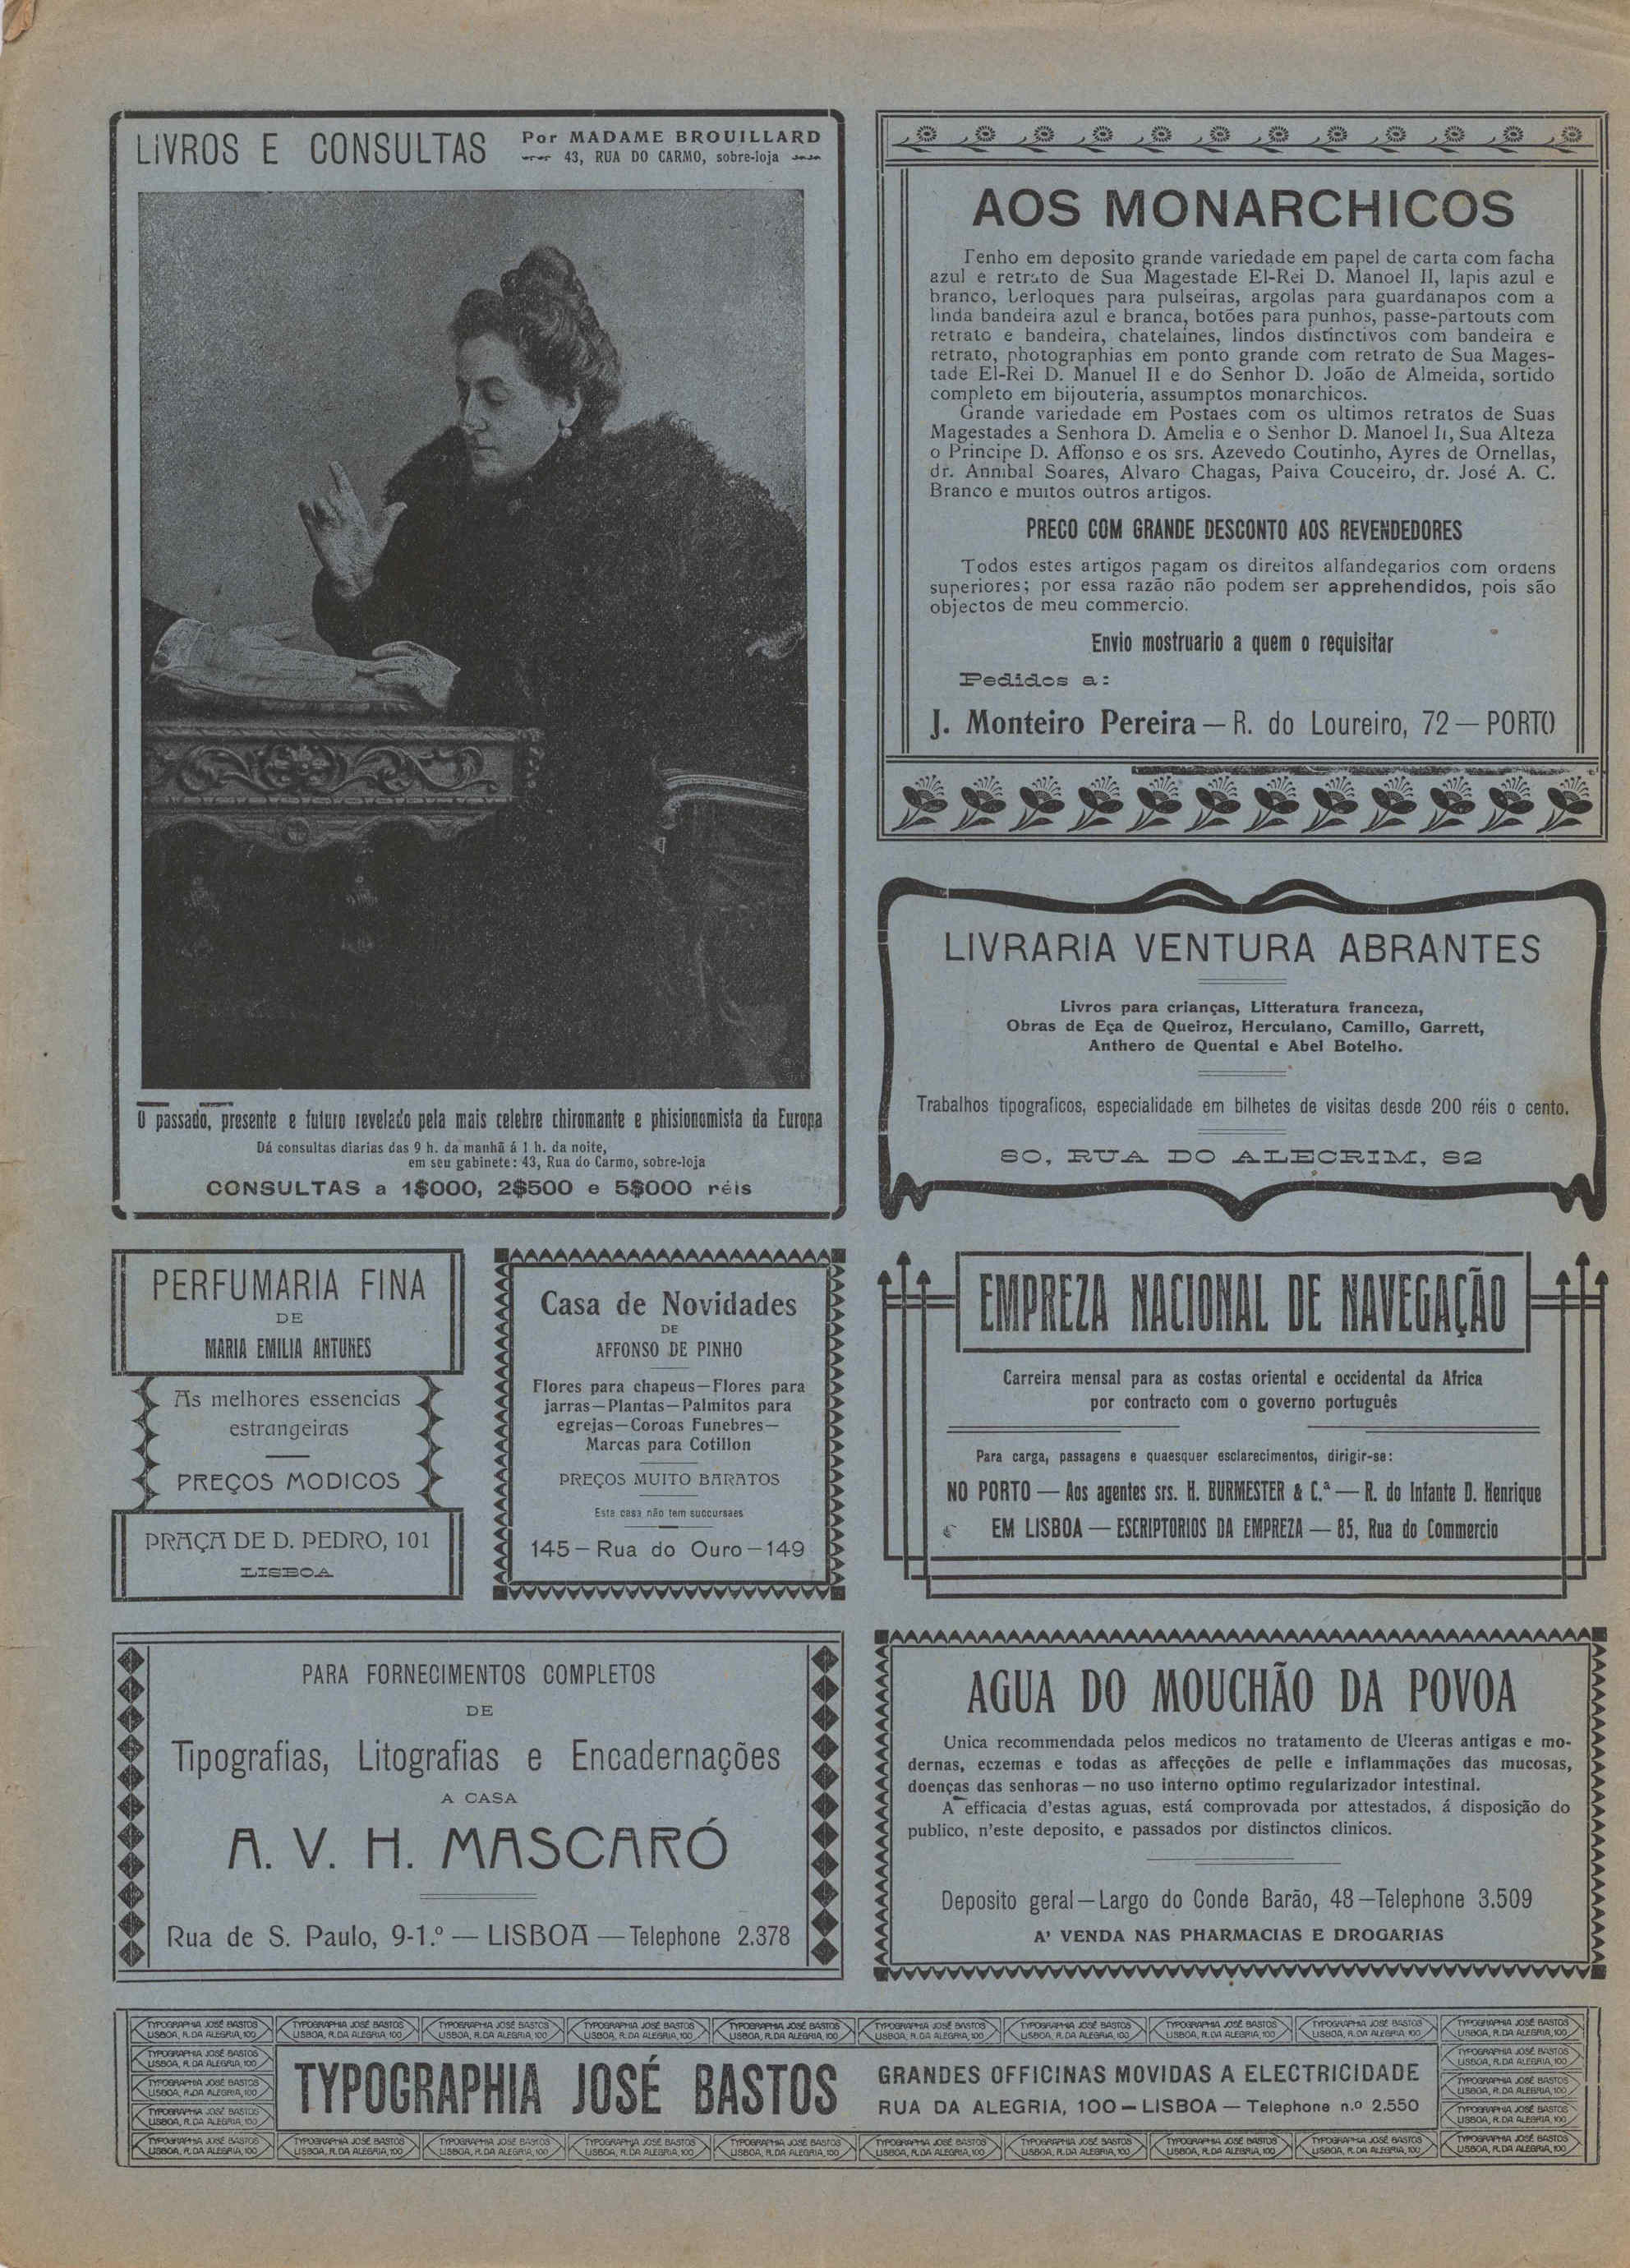 LIVROS E CONSULTAS
Por MADAME BROUILLARD
43, RUA DO CARMO, sobre-loja
O passado, presente e futuro revelado pela mais celebre chiromante e phisionomista da Europa
Dá consultas diarias das 9 h. da manhã á 1 h. da noite,
em seu gabinete: 43, Rua do Carmo, sobre-loja
CONSULTAS a 1$000, 2$500 e 5$000 réis
AOS MONARCHICOS
Tenho em deposito grande variedade em papel de carta com facha
azul e retrato de Sua Magestade El-Rei D. Manoel II, lapis azul e
branco, berloques para pulseiras, argolas para guardanapos com a
linda bandeira azul e branca, botões para punhos, passe-partouts com
retrato e bandeira, chatelaines, lindos distinctivos com bandeira e
retrato, photographias em ponto grande com retrato de Sua Mages-
tade El-Rei D. Manuel II e do Senhor D. João de Almeida, sortido
completo em bijouteria, assumptos monarchicos.
Grande variedade em Postaes com os ultimos retratos de Suas
Magestades a Senhora D. Amelia e o Senhor D. Manoel II, Sua Alteza
o Principe D. Affonso e os srs. Azevedo Coutinho, Ayres de Ornellas,
dr. Annibal Soares, Alvaro Chagas, Paiva Couceiro, dr. José A. C.
Branco e muitos outros artigos.
PRECO COM GRANDE DESCONTO AOS REVENDEDORES
Todos estes artigos pagam os direitos alfandegarios com ordens
superiores; por essa razão não podem ser apprehendidos, pois são
objectos de meu commercio.
Envio mostruario a quem o requisitar
Pedidos a:
J. Monteiro Pereira — R. do Loureiro, 72 — PORTO
LIVRARIA VENTURA ABRANTES
Livros para crianças, Litteratura franceza,
Obras de Eça de Queiroz, Herculano, Camillo, Garrett,
Anthero de Quental e Abel Botelho.
Trabalhos tipograficos, especialidade em bilhetes de visitas desde 200 réis o cento.
80, RUA DO ALECRIM, 82
PERFUMARIA FINA
DE
MARIA EMILIA ANTUNES
As melhores essencias
estrangeiras
PREÇOS MODICOS
PRAÇA DE D. PEDRO, 101
LISBOA
Casa de Novidades
DE
AFFONSO DE PINHO
Flores para chapeus—Flores para
jarras—Plantas—Palmitos para
egrejas—Coroas Funebres—
Marcas para Cotillon
PREÇOS MUITO BARATOS
Esta casa não tem succursaes
145 — Rua do Ouro — 149
EMPREZA NACIONAL DE NAVEGAÇÃO
Carreira mensal para as costas oriental e occidental da Africa
por contracto com o governo português
Para carga, passagens e quaesquer esclarecimentos, dirigir-se:
NO PORTO — Aos agentes srs. H. BURMESTER & C.ª — R. do Infante D. Henrique
EM LISBOA — ESCRIPTORIOS DA EMPREZA — 85, Rua do Commercio
PARA FORNECIMENTOS COMPLETOS
DE
Tipografias, Litografias e Encadernações
A CASA
A. V. H. MASCARÓ
Rua de S. Paulo, 9-1.º — LISBOA — Telephone 2.378
AGUA DO MOUCHÃO DA POVOA
Unica recommendada pelos medicos no tratamento de Ulceras antigas e mo-
dernas, eczemas e todas as affecções de pelle e inflammações das mucosas,
doenças das senhoras — no uso interno optimo regularizador intestinal.
A efficacia d'estas aguas, está comprovada por attestados, á disposição do
publico, n'este deposito, e passados por distinctos clinicos.
Deposito geral—Largo do Conde Barão, 48—Telephone 3.509
A' VENDA NAS PHARMACIAS E DROGARIAS
TYPOGRAPHIA JOSÉ BASTOS
LISBOA, R. DA ALEGRIA, 100
TYPOGRAPHIA JOSÉ BASTOS
GRANDES OFFICINAS MOVIDAS A ELECTRICIDADE
RUA DA ALEGRIA, 100 — LISBOA — Telephone n.º 2.550